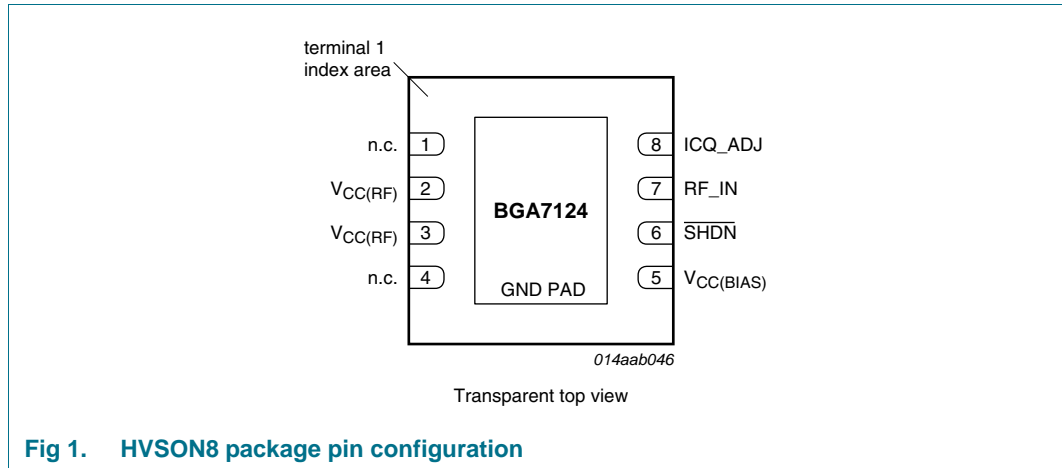 terminal 1
index area
n.c. 1
VCC(RF) 2
VCC(RF) 3
n.c. 4
BGA7124
GND PAD
8 ICQ_ADJ
7 RF_IN
6 SHDN
5 VCC(BIAS)
014aab046
Transparent top view
Fig 1. HVSON8 package pin configuration